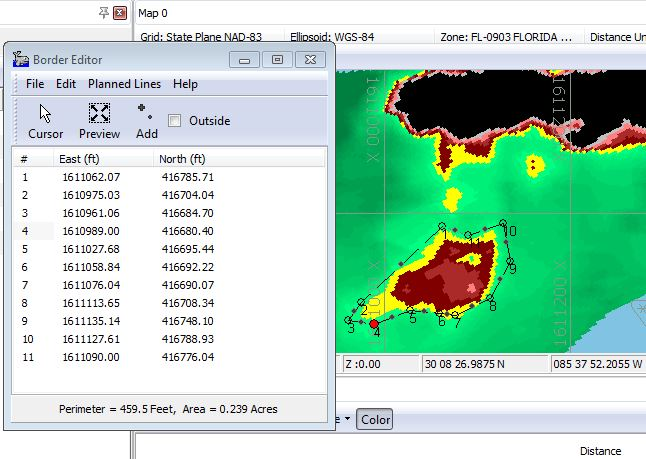 Map 0
Grid: State Plane NAD-83 Ellipsoid: WGS-84 Zone: FL-0903 FLORIDA ... Distance Un
Border Editor
File Edit Planned Lines Help
Cursor Preview Add Outside
# East (ft) North (ft)
1 1611062.07 416785.71
2 1610975.03 416704.04
3 1610961.06 416684.70
4 1610989.00 416680.40
5 1611027.68 416695.44
6 1611058.84 416692.22
7 1611076.04 416690.07
8 1611113.65 416708.34
9 1611135.14 416748.10
10 1611127.61 416788.93
11 1611090.00 416776.04
Perimeter = 459.5 Feet, Area = 0.239 Acres
1611000 X
1
11
10
9
8
7
6
5
4
3
2
1611200 X
Z :0.00 30 08 26.9875 N 085 37 52.2055 W
Color
Distance